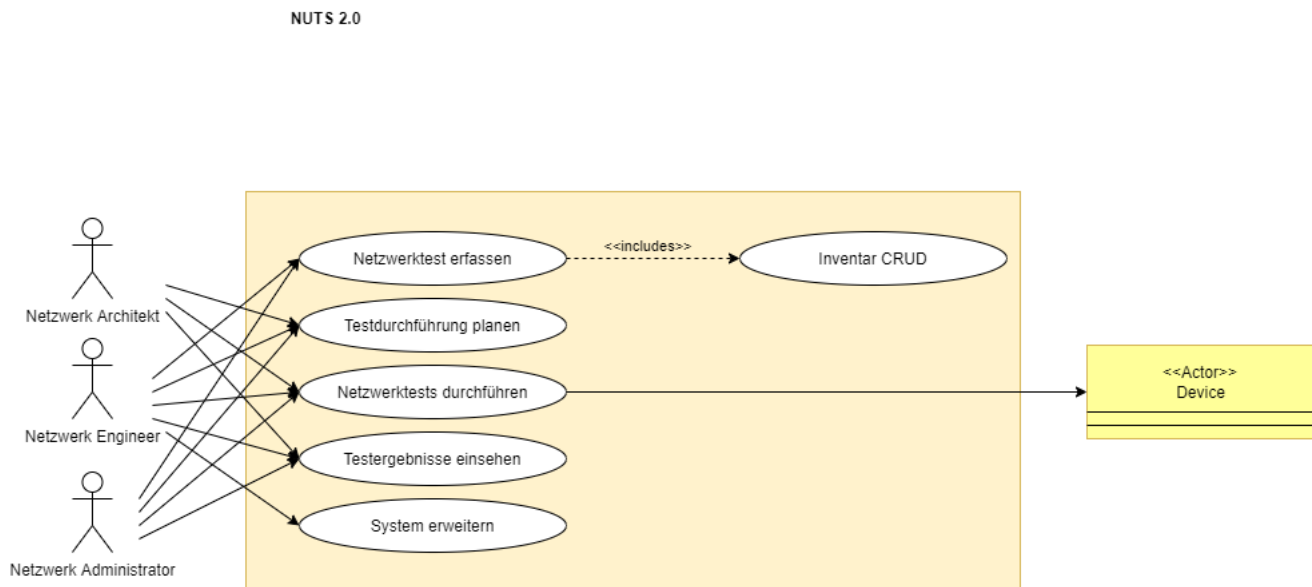 NUTS 2.0
Netzwerk Architekt
Netzwerk Engineer
Netzwerk Administrator
Netzwerktest erfassen
<<includes>>
Inventar CRUD
Testdurchführung planen
Netzwerktests durchführen
Testergebnisse einsehen
System erweitern
<<Actor>>
Device